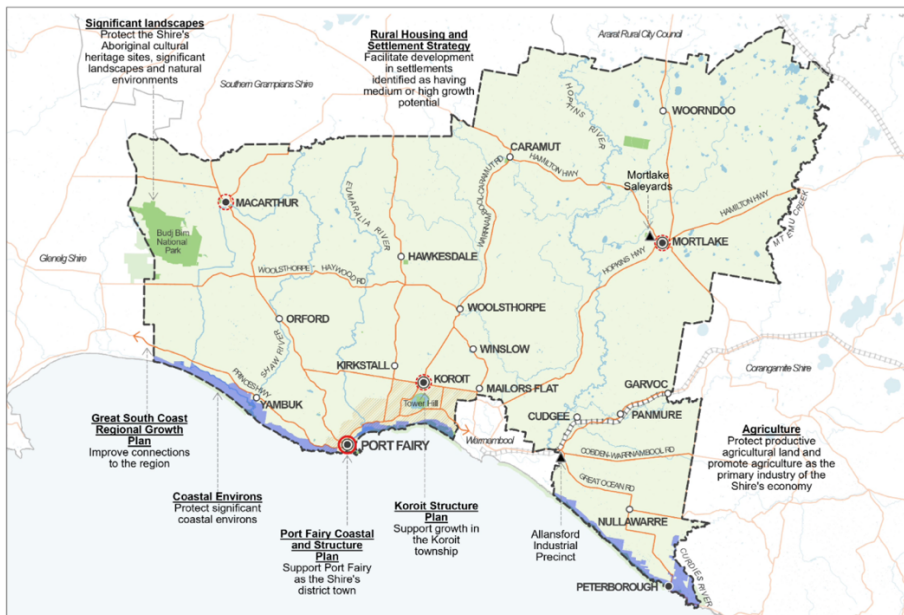 Significant landscapes
Protect the Shire's
Aboriginal cultural
heritage sites, significant
landscapes and natural
environments
Rural Housing and
Settlement Strategy
Facilitate development
in settlements
identified as having
medium or high growth
potential
Ararat Rural City Council
Southern Grampians Shire
HOPKINS RIVER
WOORNDOO
CARAMUT
HAMILTON HWY
WARRNAMBOOL-CARAMUT RD
Mortlake
Saleyards
MACARTHUR
EUMARALIA RIVER
HAMILTON HWY
MT EMU CREEK
Budj Bim
National
Park
MORTLAKE
HOPKINS HWY
Glenelg Shire
HAWKESDALE
WOOLSTHORPE
HAYWOOD RD
WOOLSTHORPE
ORFORD
SHAW RIVER
WINSLOW
KIRKSTALL
KOROIT
Corangamite Shire
PRINCES HWY
MAILORS FLAT
GARVOC
Tower Hill
YAMBUK
CUDGEE
PANMURE
Great South Coast
Regional Growth
Plan
Improve connections
to the region
PORT FAIRY
Warrnambool
COBDEN-WARRNAMBOOL RD
Agriculture
Protect productive
agricultural land and
promote agriculture as the
primary industry of the
Shire's economy
GREAT OCEAN RD
Coastal Environs
Protect significant
coastal environs
Koroit Structure
Plan
Support growth in
the Koroit
township
NULLAWARRE
Port Fairy Coastal
and Structure
Plan
Support Port Fairy
as the Shire's
district town
Allansford
Industrial
Precinct
CURDIES RIVER
PETERBOROUGH